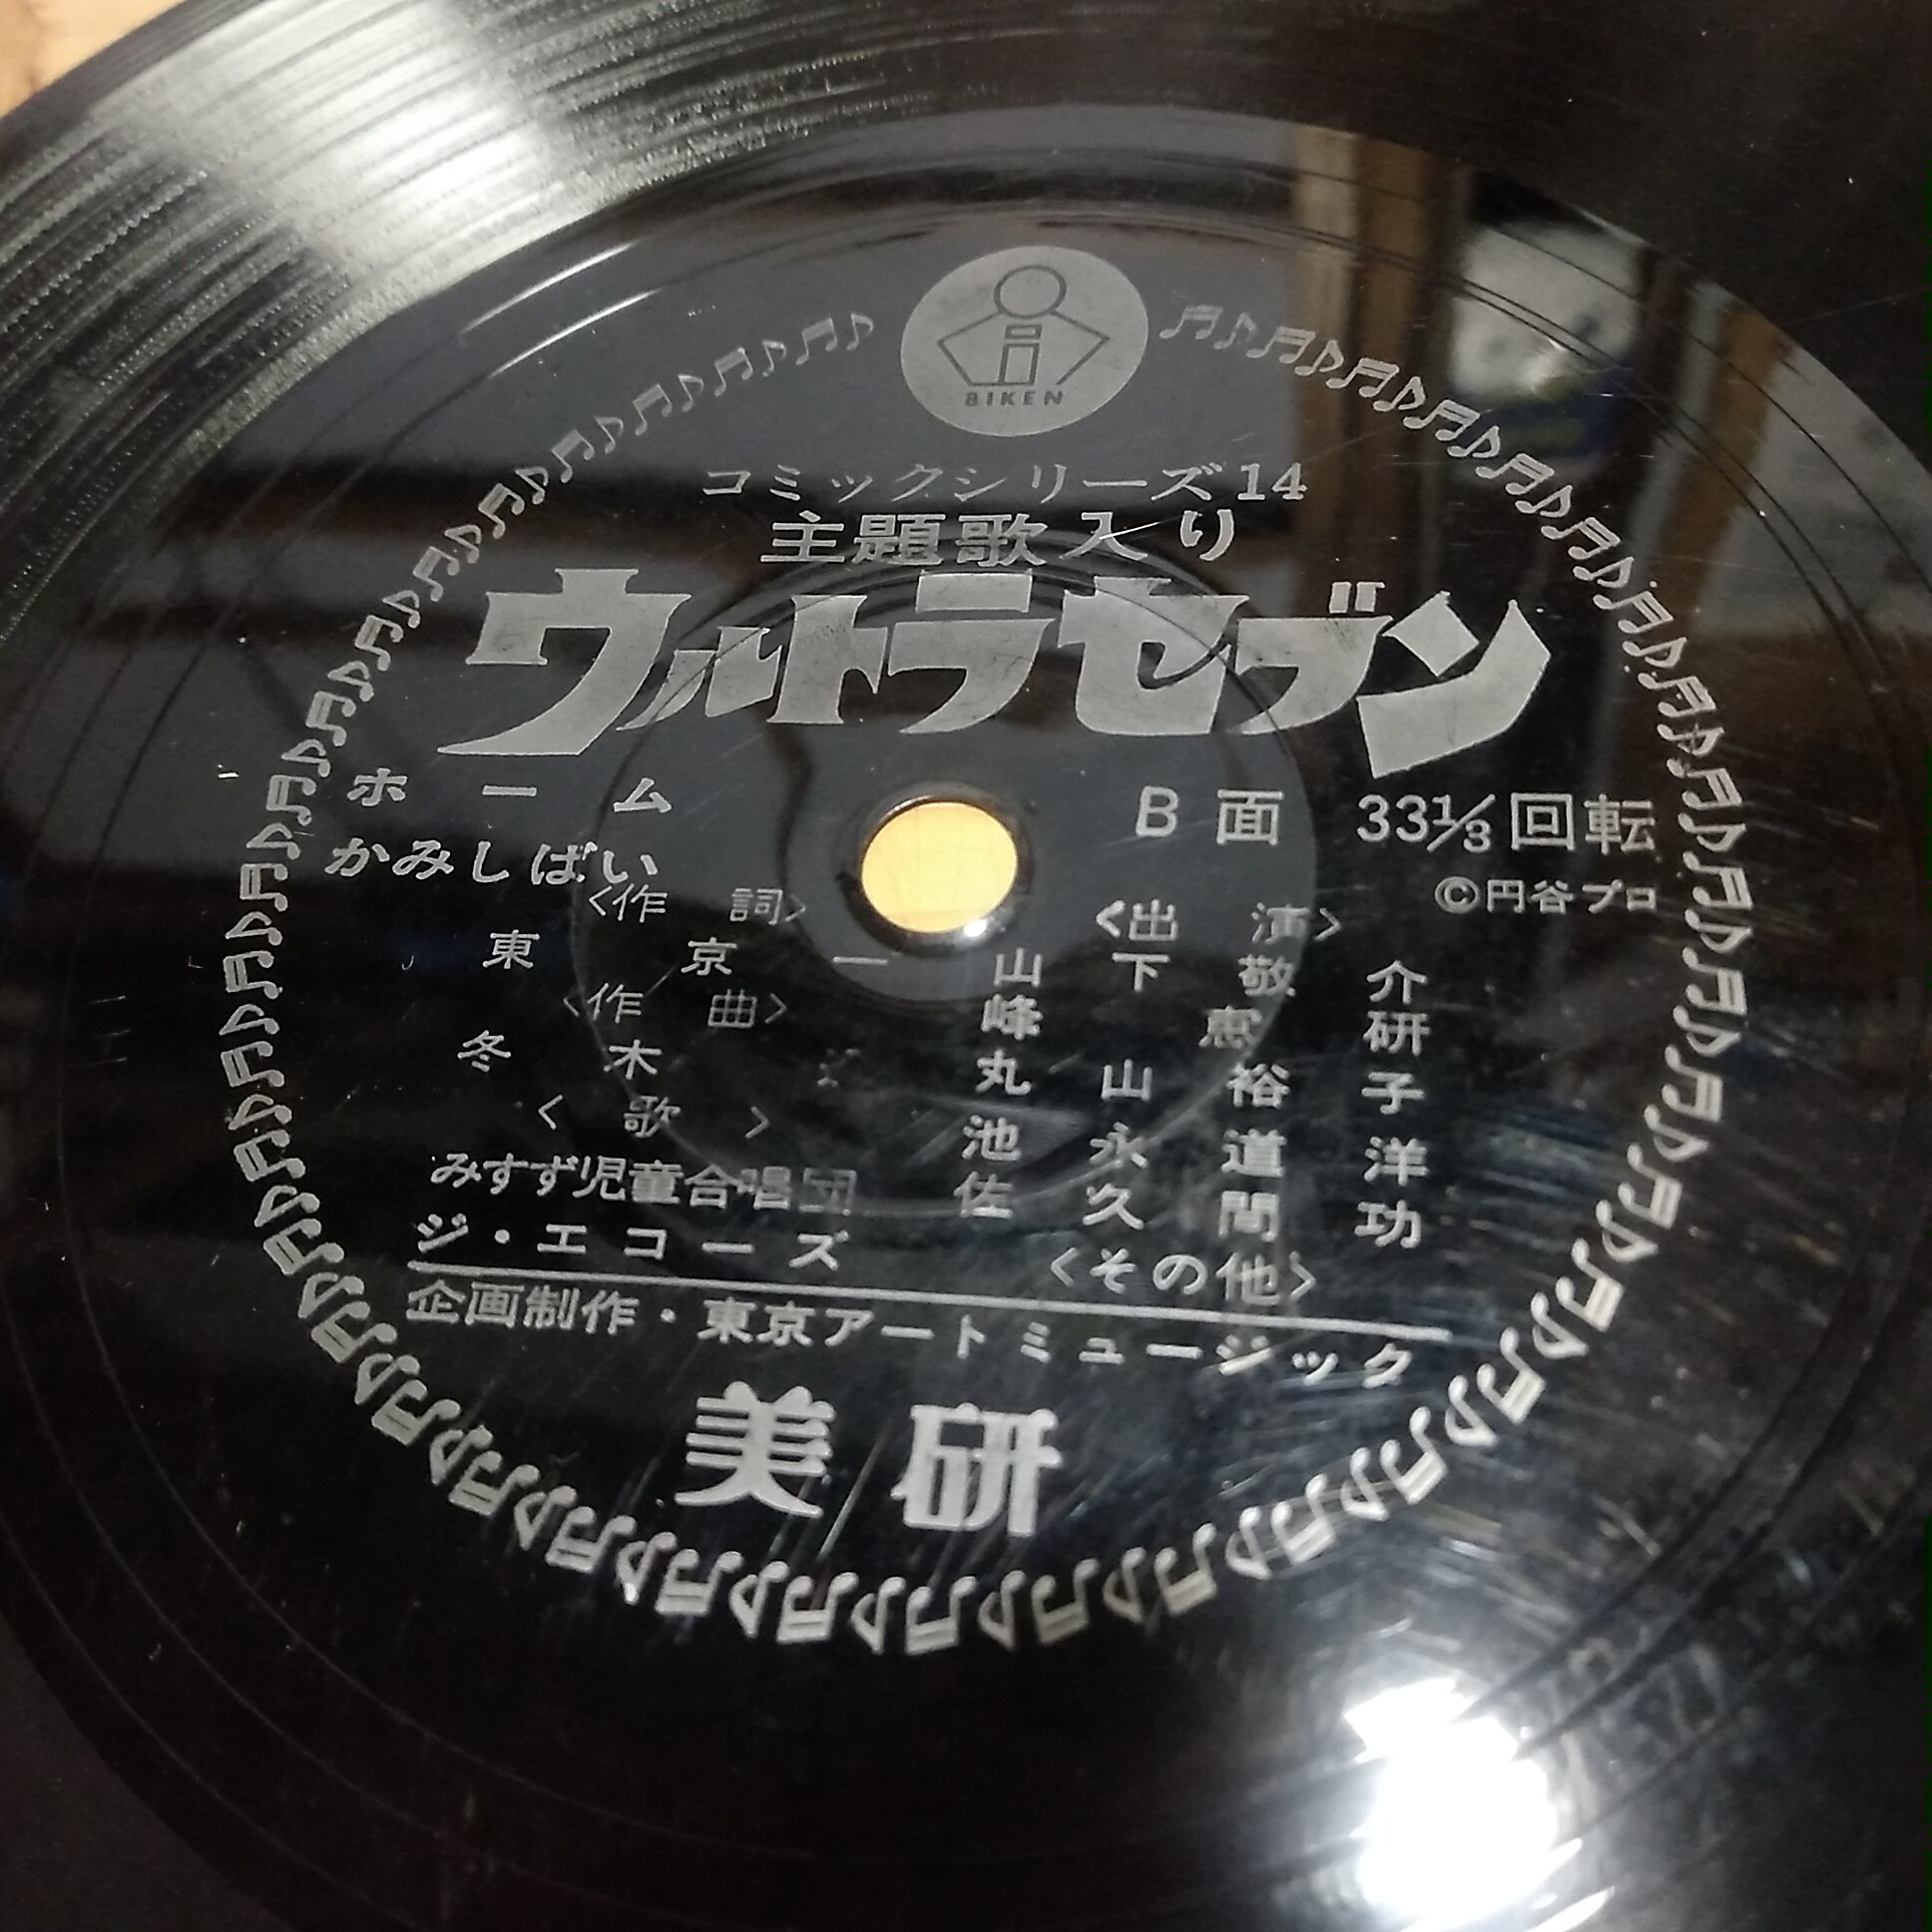 BIKEN
コミックシリーズ14
主題歌入り
ウルトラセブン
ホーム
かみしばい
B面 33⅓回転
©円谷プロ
<作詞>
東京一
<作曲>
冬木
<歌>
みすず児童合唱団
ジ・エコーズ
<出演>
山下敬介
峰恵研
丸山裕子
池水道洋
佐久間功
<その他>
企画制作・東京アートミュージック
美研